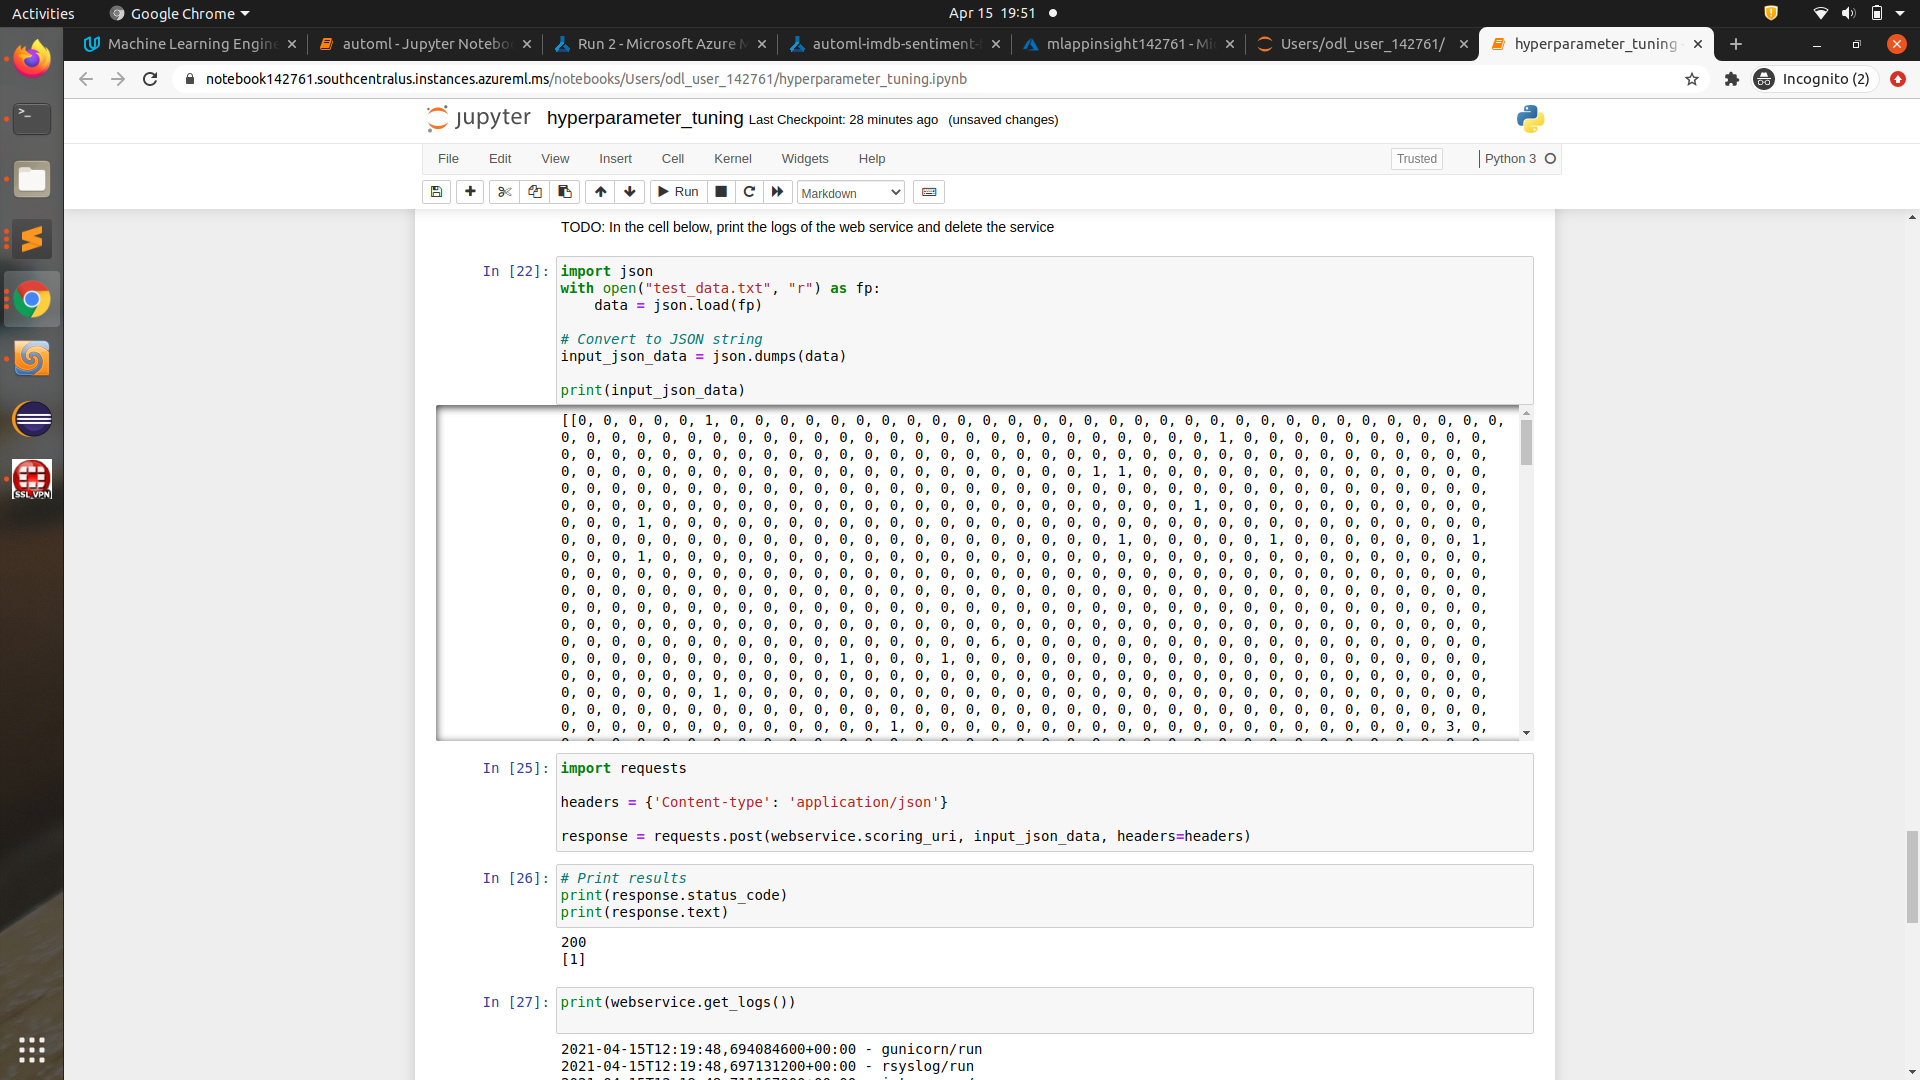 Activities
Google Chrome
Apr 15 19:51
Machine Learning Engin
automl - Jupyter Notebo
Run 2 - Microsoft Azure M
automl-imdb-sentiment-
mlappinsight142761 - Mi
Users/odl_user_142761/
hyperparameter_tuning
notebook142761.southcentralus.instances.azureml.ms/notebooks/Users/odl_user_142761/hyperparameter_tuning.ipynb
Incognito (2)
jupyter hyperparameter_tuning Last Checkpoint: 28 minutes ago (unsaved changes)
File Edit View Insert Cell Kernel Widgets Help
Trusted
Python 3
Run
Markdown
TODO: In the cell below, print the logs of the web service and delete the service
In [22]:
import json
with open("test_data.txt", "r") as fp:
    data = json.load(fp)
# Convert to JSON string
input_json_data = json.dumps(data)
print(input_json_data)
[[0, 0, 0, 0, 0, 1, 0, 0, 0, 0, 0, 0, 0, 0, 0, 0, 0, 0, 0, 0, 0, 0, 0, 0, 0, 0, 0, 0, 0, 0, 0, 0, 0, 0, 0, 0, 0,
0, 0, 0, 0, 0, 0, 0, 0, 0, 0, 0, 0, 0, 0, 0, 0, 0, 0, 0, 0, 0, 0, 0, 0, 0, 0, 1, 0, 0, 0, 0, 0, 0, 0, 0, 0, 0,
0, 0, 0, 0, 0, 0, 0, 0, 0, 0, 0, 0, 0, 0, 0, 0, 0, 0, 0, 0, 0, 0, 0, 0, 0, 0, 0, 0, 0, 0, 0, 0, 0, 0, 0, 0, 0,
0, 0, 0, 0, 0, 0, 0, 0, 0, 0, 0, 0, 0, 0, 0, 0, 0, 0, 0, 0, 0, 1, 1, 0, 0, 0, 0, 0, 0, 0, 0, 0, 0, 0, 0, 0, 0,
0, 0, 0, 0, 0, 0, 0, 0, 0, 0, 0, 0, 0, 0, 0, 0, 0, 0, 0, 0, 0, 0, 0, 0, 0, 0, 0, 0, 0, 0, 0, 0, 0, 0, 0, 0, 0,
0, 0, 0, 0, 0, 0, 0, 0, 0, 0, 0, 0, 0, 0, 0, 0, 0, 0, 0, 0, 0, 0, 0, 0, 0, 1, 0, 0, 0, 0, 0, 0, 0, 0, 0, 0, 0,
0, 0, 0, 1, 0, 0, 0, 0, 0, 0, 0, 0, 0, 0, 0, 0, 0, 0, 0, 0, 0, 0, 0, 0, 0, 0, 0, 0, 0, 0, 0, 0, 0, 0, 0, 0, 0,
0, 0, 0, 0, 0, 0, 0, 0, 0, 0, 0, 0, 0, 0, 0, 0, 0, 0, 0, 0, 0, 0, 1, 0, 0, 0, 0, 0, 1, 0, 0, 0, 0, 0, 0, 0, 1,
0, 0, 0, 1, 0, 0, 0, 0, 0, 0, 0, 0, 0, 0, 0, 0, 0, 0, 0, 0, 0, 0, 0, 0, 0, 0, 0, 0, 0, 0, 0, 0, 0, 0, 0, 0, 0,
0, 0, 0, 0, 0, 0, 0, 0, 0, 0, 0, 0, 0, 0, 0, 0, 0, 0, 0, 0, 0, 0, 0, 0, 0, 0, 0, 0, 0, 0, 0, 0, 0, 0, 0, 0, 0,
0, 0, 0, 0, 0, 0, 0, 0, 0, 0, 0, 0, 0, 0, 0, 0, 0, 0, 0, 0, 0, 0, 0, 0, 0, 0, 0, 0, 0, 0, 0, 0, 0, 0, 0, 0, 0,
0, 0, 0, 0, 0, 0, 0, 0, 0, 0, 0, 0, 0, 0, 0, 0, 0, 0, 0, 0, 0, 0, 0, 0, 0, 0, 0, 0, 0, 0, 0, 0, 0, 0, 0, 0, 0,
0, 0, 0, 0, 0, 0, 0, 0, 0, 0, 0, 0, 0, 0, 0, 0, 0, 0, 0, 0, 0, 0, 0, 0, 0, 0, 0, 0, 0, 0, 0, 0, 0, 0, 0, 0, 0,
0, 0, 0, 0, 0, 0, 0, 0, 0, 0, 0, 0, 0, 0, 0, 0, 0, 6, 0, 0, 0, 0, 0, 0, 0, 0, 0, 0, 0, 0, 0, 0, 0, 0, 0, 0, 0,
0, 0, 0, 0, 0, 0, 0, 0, 0, 0, 0, 1, 0, 0, 0, 1, 0, 0, 0, 0, 0, 0, 0, 0, 0, 0, 0, 0, 0, 0, 0, 0, 0, 0, 0, 0, 0,
0, 0, 0, 0, 0, 0, 0, 0, 0, 0, 0, 0, 0, 0, 0, 0, 0, 0, 0, 0, 0, 0, 0, 0, 0, 0, 0, 0, 0, 0, 0, 0, 0, 0, 0, 0, 0,
0, 0, 0, 0, 0, 0, 1, 0, 0, 0, 0, 0, 0, 0, 0, 0, 0, 0, 0, 0, 0, 0, 0, 0, 0, 0, 0, 0, 0, 0, 0, 0, 0, 0, 0, 0, 0,
0, 0, 0, 0, 0, 0, 0, 0, 0, 0, 0, 0, 0, 0, 0, 0, 0, 0, 0, 0, 0, 0, 0, 0, 0, 0, 0, 0, 0, 0, 0, 0, 0, 0, 0, 0, 0,
0, 0, 0, 0, 0, 0, 0, 0, 0, 0, 0, 0, 0, 1, 0, 0, 0, 0, 0, 0, 0, 0, 0, 0, 0, 0, 0, 0, 0, 0, 0, 0, 0, 0, 0, 3, 0,
In [25]:
import requests
headers = {'Content-type': 'application/json'}
response = requests.post(webservice.scoring_uri, input_json_data, headers=headers)
In [26]:
# Print results
print(response.status_code)
print(response.text)
200
[1]
In [27]:
print(webservice.get_logs())
2021-04-15T12:19:48,694084600+00:00 - gunicorn/run
2021-04-15T12:19:48,697131200+00:00 - rsyslog/run
SSL VPN